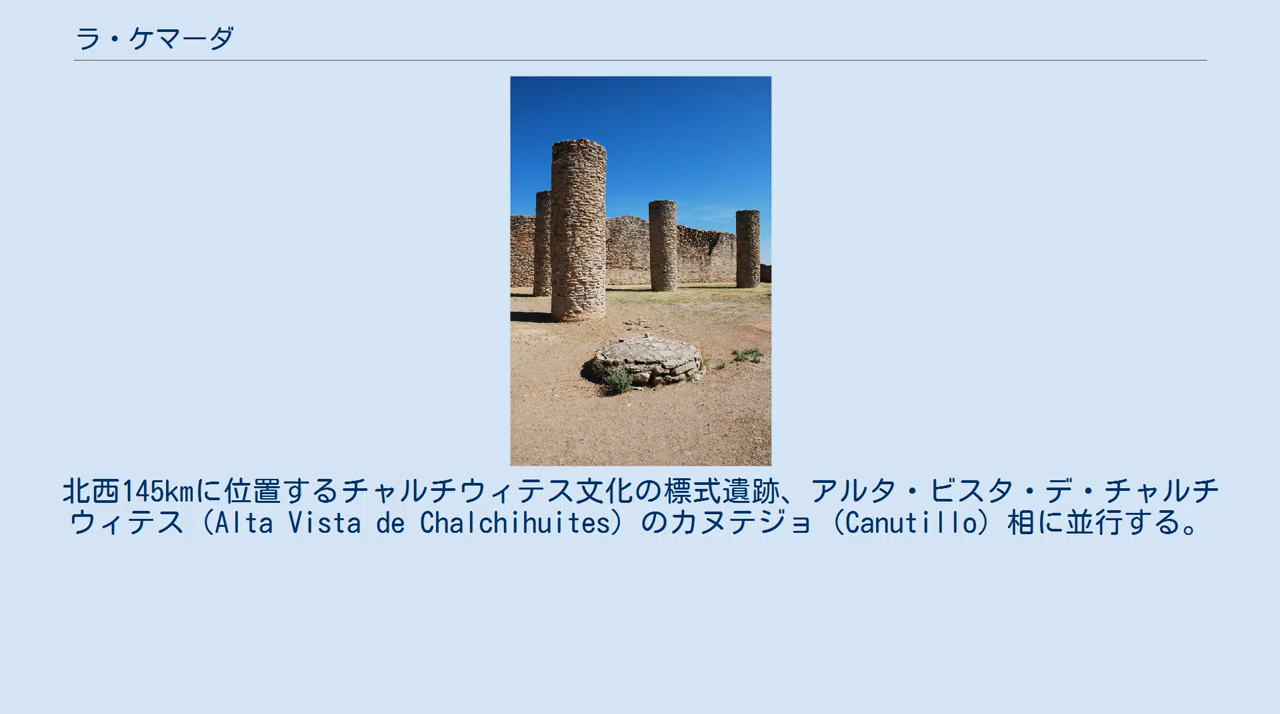 ラ・ケマーダ
北西145kmに位置するチャルチウィテス文化の標式遺跡、アルタ・ビスタ・デ・チャルチ
ウィテス（Alta Vista de Chalchihuites）のカヌテジョ（Canutillo）相に並行する。